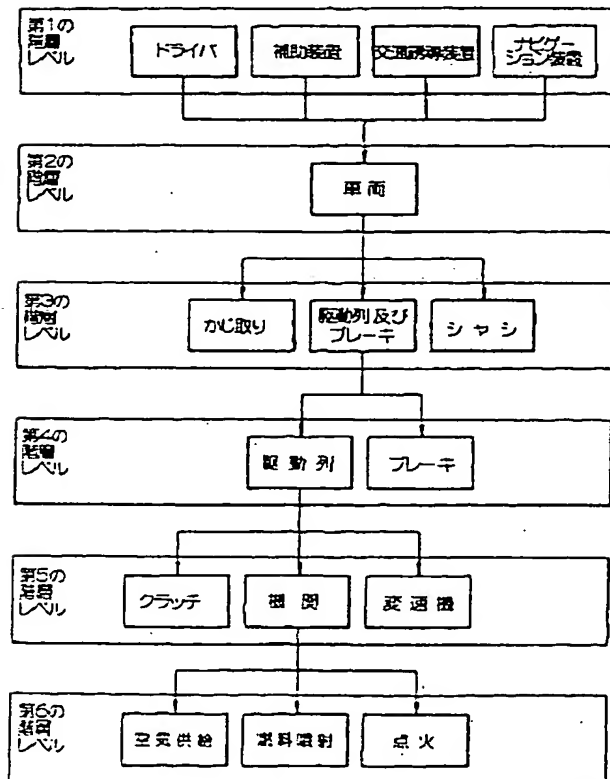 第1の
階層
レベル
ドライバ
補助装置
交通誘導装置
ナビゲー
ション装置
第2の
階層
レベル
車両
第3の
階層
レベル
かじ取り
駆動列及び
ブレーキ
シャシ
第4の
階層
レベル
駆動列
ブレーキ
第5の
階層
レベル
クラッチ
機関
変速機
第6の
階層
レベル
空気供給
燃料噴射
点火